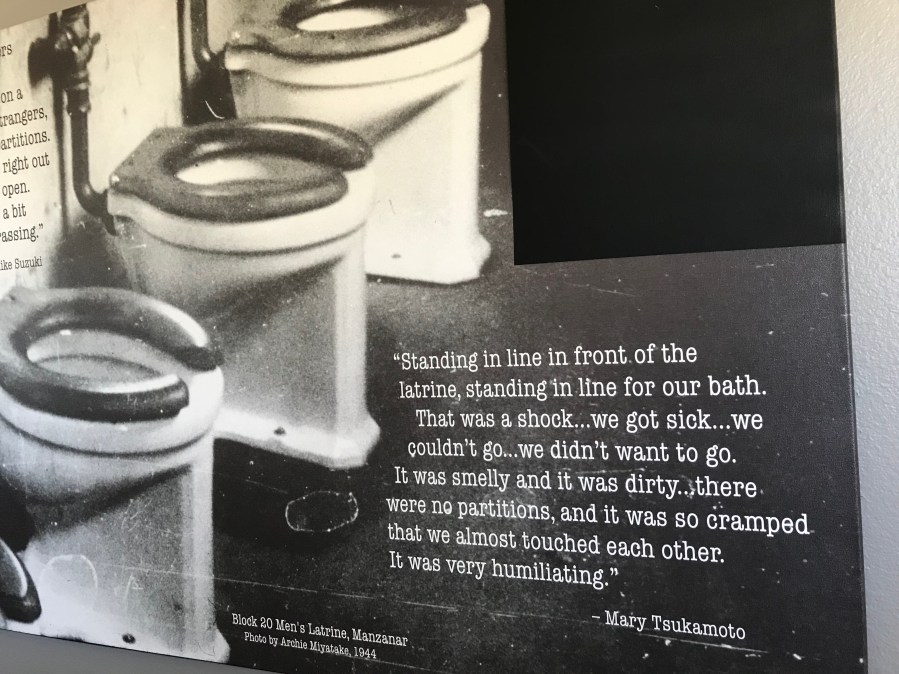 on a
trangers,
artitions.
right out
open.
a bit
assing.”
ike Suzuki
“Standing in line in front of the
latrine, standing in line for our bath.
That was a shock...we got sick...we
couldn’t go...we didn’t want to go.
It was smelly and it was dirty...there
were no partitions, and it was so cramped
that we almost touched each other.
It was very humiliating.”
– Mary Tsukamoto
Block 20 Men’s Latrine, Manzanar
Photo by Archie Miyatake, 1944